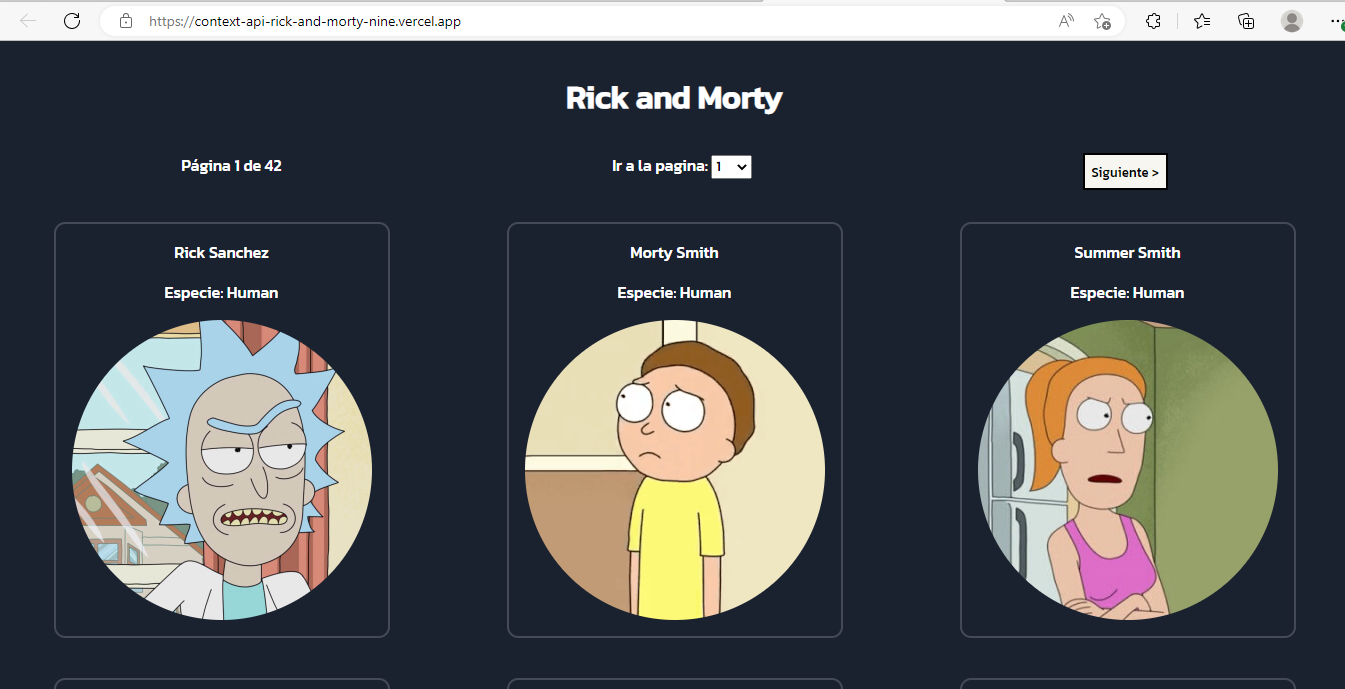 https://context-api-rick-and-morty-nine.vercel.app
Rick and Morty
Página 1 de 42
Ir a la pagina: 1
Siguiente >
Rick Sanchez
Morty Smith
Summer Smith
Especie: Human
Especie: Human
Especie: Human